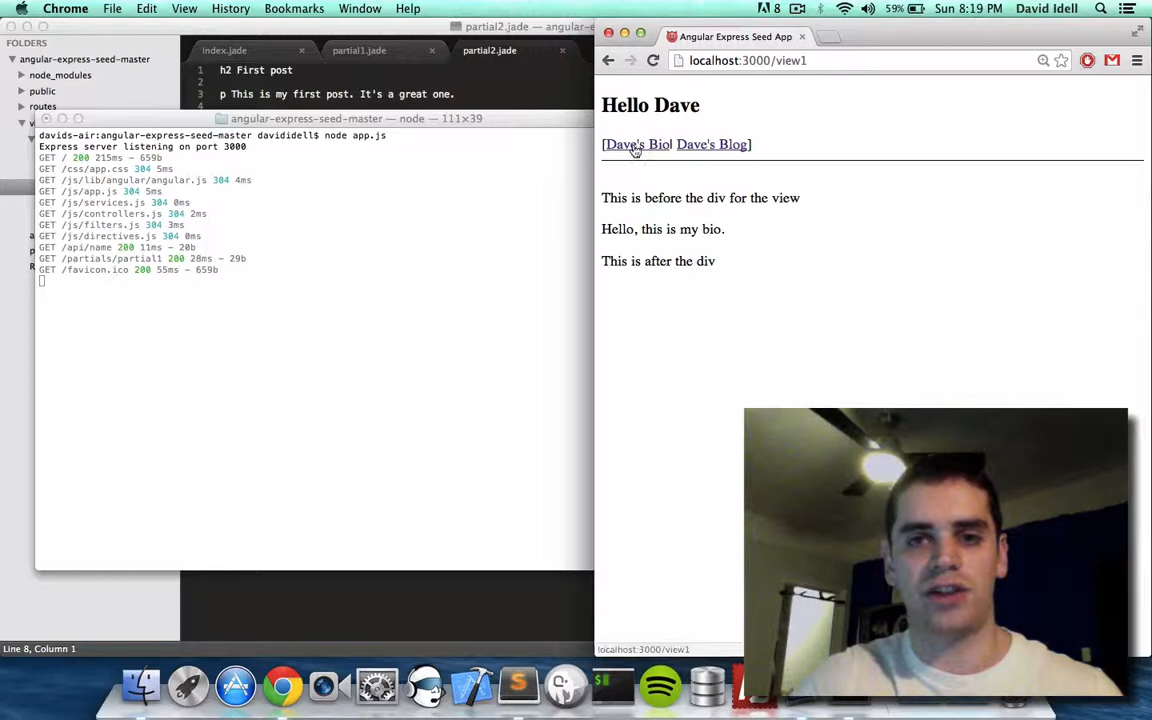 Chrome File Edit View History Bookmarks Window Help
8 59% Sun 8:19 PM David Idell
partial2.jade — angular-e
FOLDERS
angular-express-seed-master
node_modules
public
routes
index.jade
partial1.jade
partial2.jade
1 h2 First post
2
3 p This is my first post. It's a great one.
4
angular-express-seed-master — node — 111×39
davids-air:angular-express-seed-master davididell$ node app.js
Express server listening on port 3000
GET / 200 215ms - 659b
GET /css/app.css 304 5ms
GET /js/lib/angular/angular.js 304 4ms
GET /js/app.js 304 5ms
GET /js/services.js 304 0ms
GET /js/controllers.js 304 2ms
GET /js/filters.js 304 3ms
GET /js/directives.js 304 0ms
GET /api/name 200 11ms - 20b
GET /partials/partial1 200 28ms - 29b
GET /favicon.ico 200 55ms - 659b
Line 8, Column 1
Angular Express Seed App
localhost:3000/view1
Hello Dave
[Dave's Bio| Dave's Blog]
This is before the div for the view
Hello, this is my bio.
This is after the div
localhost:3000/view1